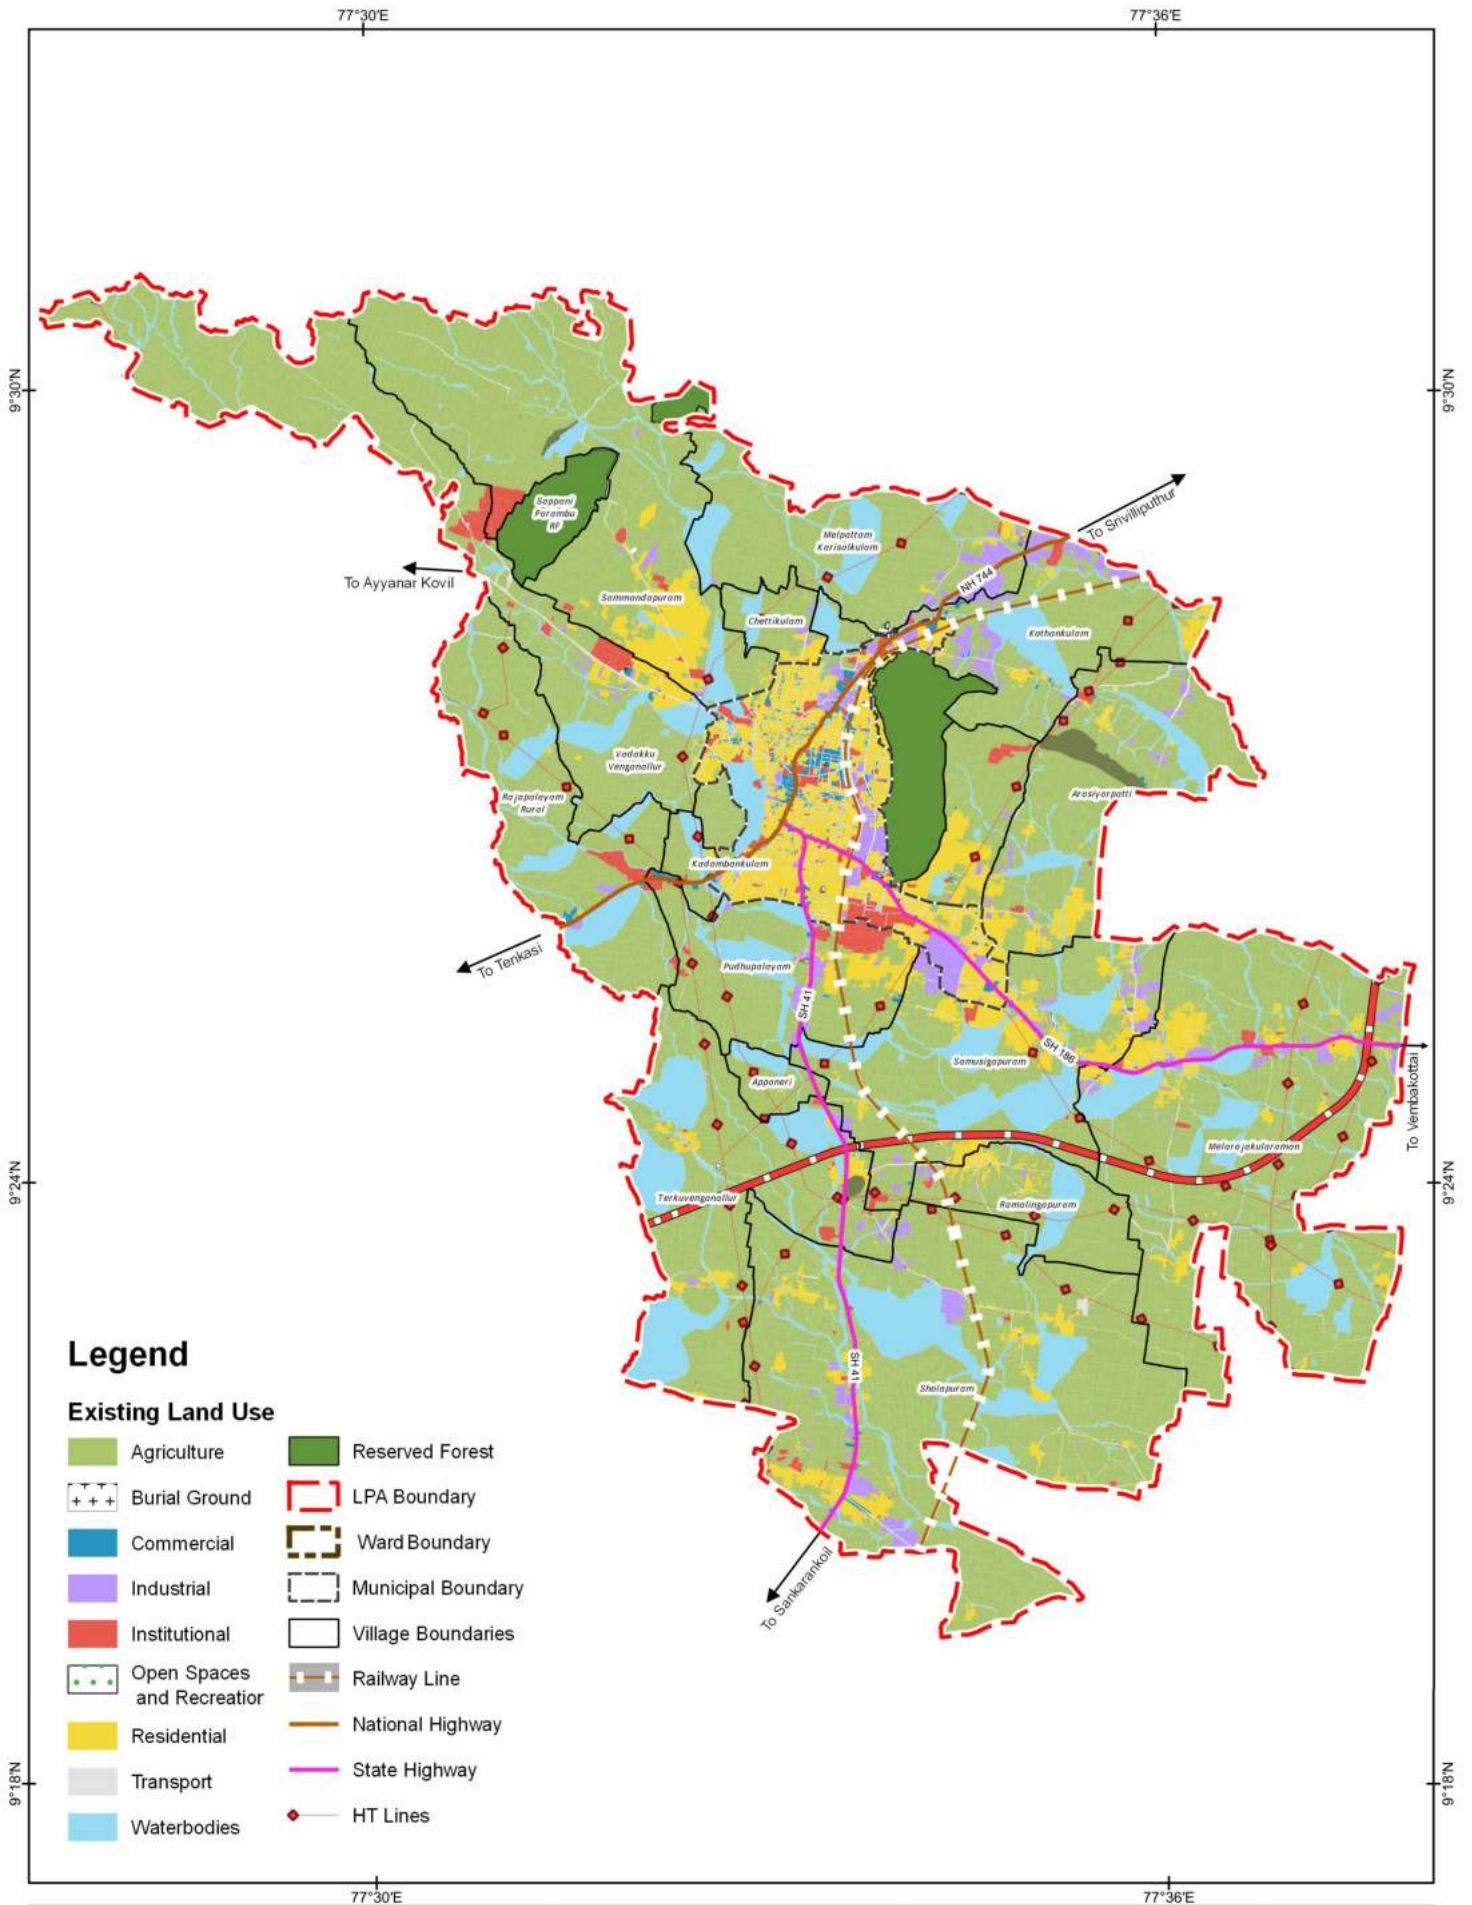 77°30'E
77°36'E
9°30'N
9°30'N
Sappani
Parambu
RF
To Srivilliputhur
Melpattam
Karisalkulam
To Ayyanar Kovil
NH 744
Sammandapuram
Chettikulam
Kothankulam
Vadakku
Venganallur
Rajapalayam
Rural
Arasiyarpatti
Kadambankulam
To Tenkasi
Pudhupalayam
SH 41
Samusigapuram
SH 186
To Vembakottai
Apponeri
Melarajakularaman
9°24'N
9°24'N
Terkuvenganallur
Ramalingapuram
SH 41
Sholapuram
To Sankarankoil
Legend
Existing Land Use
Agriculture
Burial Ground
Commercial
Industrial
Institutional
Open Spaces
and Recreatior
Residential
Transport
Waterbodies
Reserved Forest
LPA Boundary
Ward Boundary
Municipal Boundary
Village Boundaries
Railway Line
National Highway
State Highway
HT Lines
9°18'N
9°18'N
77°30'E
77°36'E